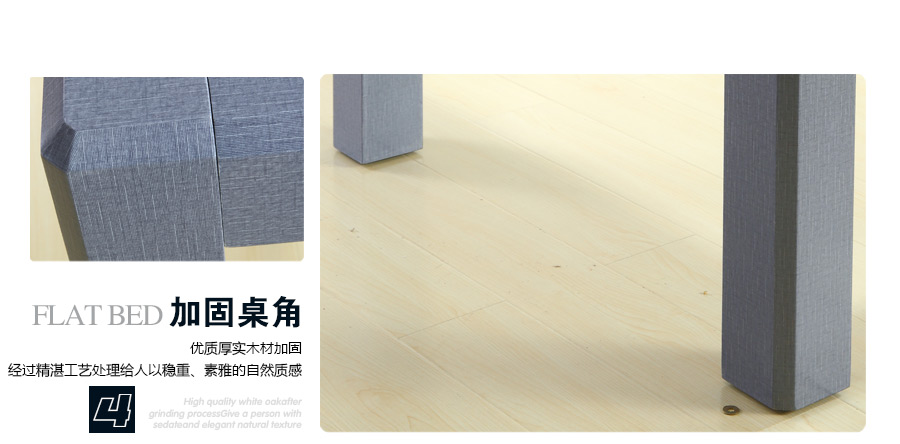 FLAT BED 加固桌角
优质厚实木材加固
经过精湛工艺处理给人以稳重、素雅的自然质感
4
High quality white oakafter
grinding processGive a person with
sedateand elegant natural texture